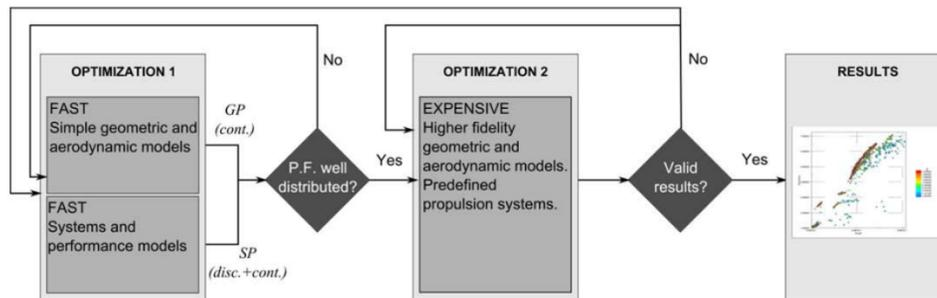 No
No
OPTIMIZATION 1
OPTIMIZATION 2
RESULTS
FAST
Simple geometric and
aerodynamic models
GP
(cont.)
EXPENSIVE
Higher fidelity
geometric and
aerodynamic models.
Predefined
propulsion systems.
P.F. well
distributed?
Yes
Valid
results?
Yes
FAST
Systems and
performance models
SP
(disc.+cont.)